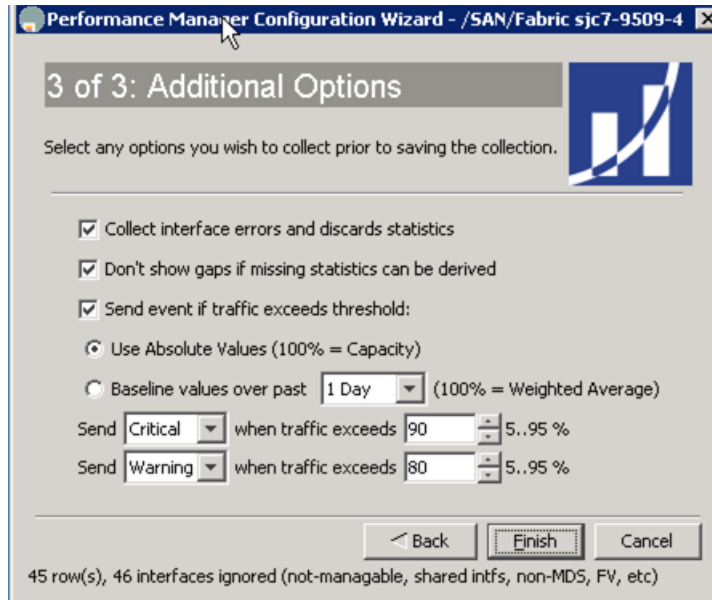 Performance Manager Configuration Wizard - /SAN/Fabric sjc7-9509-4
3 of 3: Additional Options
Select any options you wish to collect prior to saving the collection.
Collect interface errors and discards statistics
Don't show gaps if missing statistics can be derived
Send event if traffic exceeds threshold:
Use Absolute Values (100% = Capacity)
Baseline values over past 1 Day (100% = Weighted Average)
Send Critical when traffic exceeds 90 5..95 %
Send Warning when traffic exceeds 80 5..95 %
Back Finish Cancel
45 row(s), 46 interfaces ignored (not-managable, shared intfs, non-MDS, FV, etc)